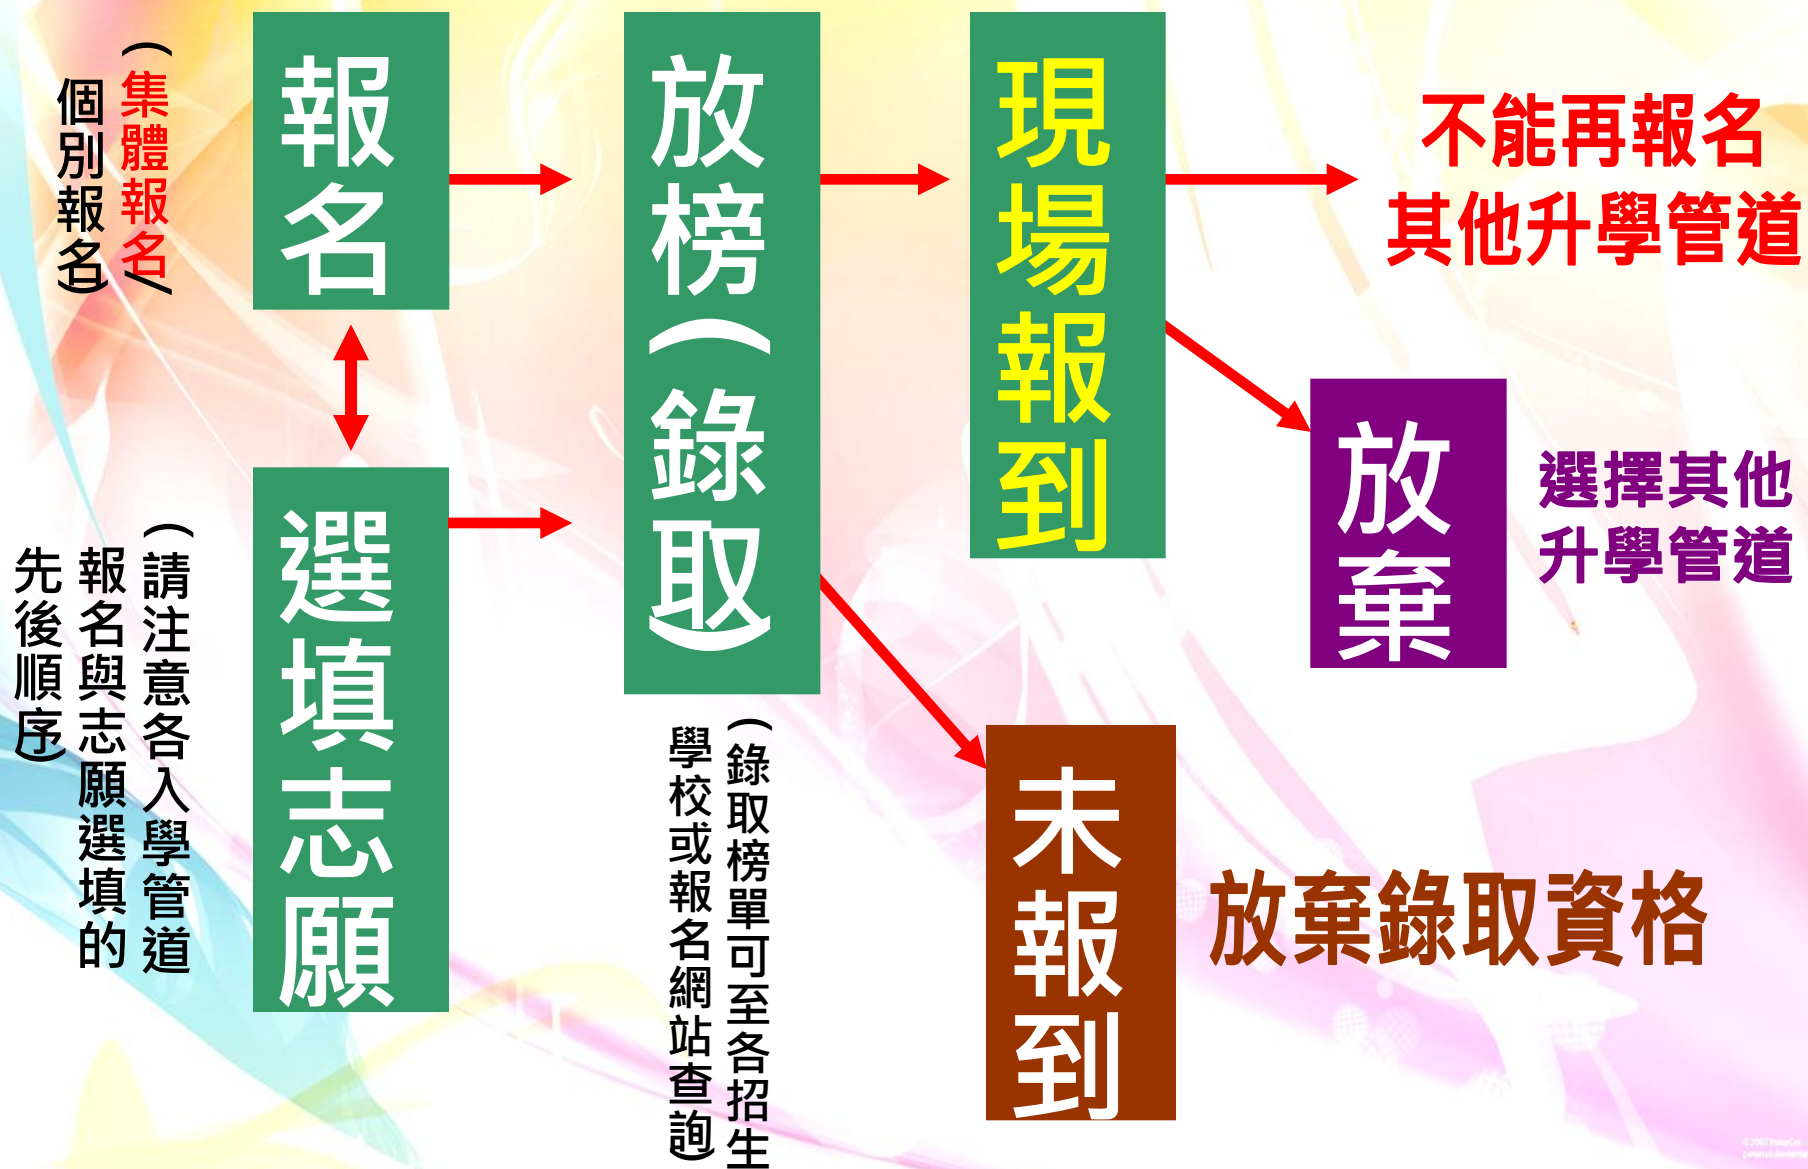 (集體報名/
個別報名)
報名
選填志願
(請注意各入學管道
報名與志願選填的
先後順序)
放榜(錄取)
(錄取榜單可至各招生
學校或報名網站查詢)
現場報到
不能再報名
其他升學管道
放棄
選擇其他
升學管道
未報到
放棄錄取資格